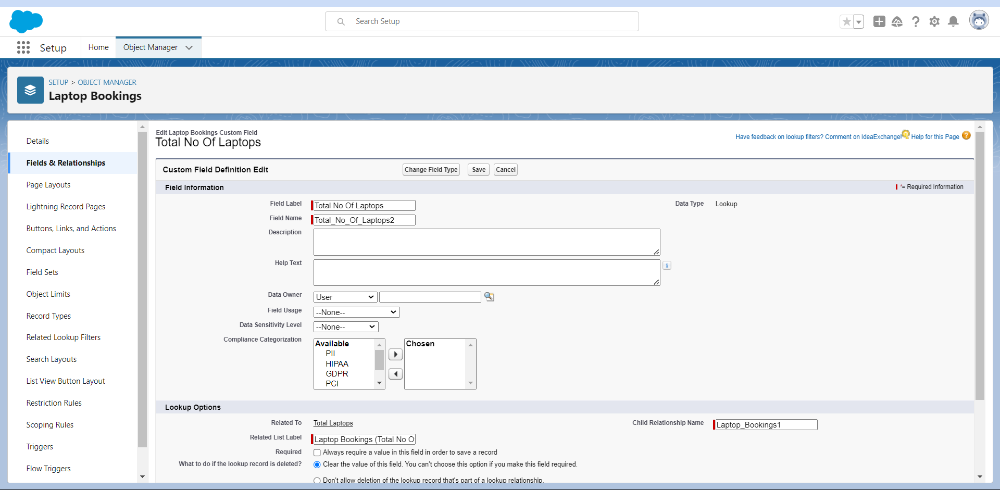 Search Setup
Setup
Home
Object Manager
SETUP > OBJECT MANAGER
Laptop Bookings
Details
Fields & Relationships
Page Layouts
Lightning Record Pages
Buttons, Links, and Actions
Compact Layouts
Field Sets
Object Limits
Record Types
Related Lookup Filters
Search Layouts
List View Button Layout
Restriction Rules
Scoping Rules
Triggers
Flow Triggers
Edit Laptop Bookings Custom Field
Total No Of Laptops
Have feedback on lookup filters? Comment on IdeaExchange! Help for this Page ?
Custom Field Definition Edit
Change Field Type Save Cancel
Field Information
*= Required Information
Field Label Total No Of Laptops
Data Type Lookup
Field Name Total_No_Of_Laptops2
Description
Help Text
Data Owner User
Field Usage --None--
Data Sensitivity Level --None--
Compliance Categorization
Available
PII
HIPAA
GDPR
PCI
Chosen
Lookup Options
Related To Total Laptops
Child Relationship Name Laptop_Bookings1
Related List Label Laptop Bookings (Total No O
Required Always require a value in this field in order to save a record
What to do if the lookup record is deleted? Clear the value of this field. You can't choose this option if you make this field required.
Don't allow deletion of the lookup record that's part of a lookup relationship.